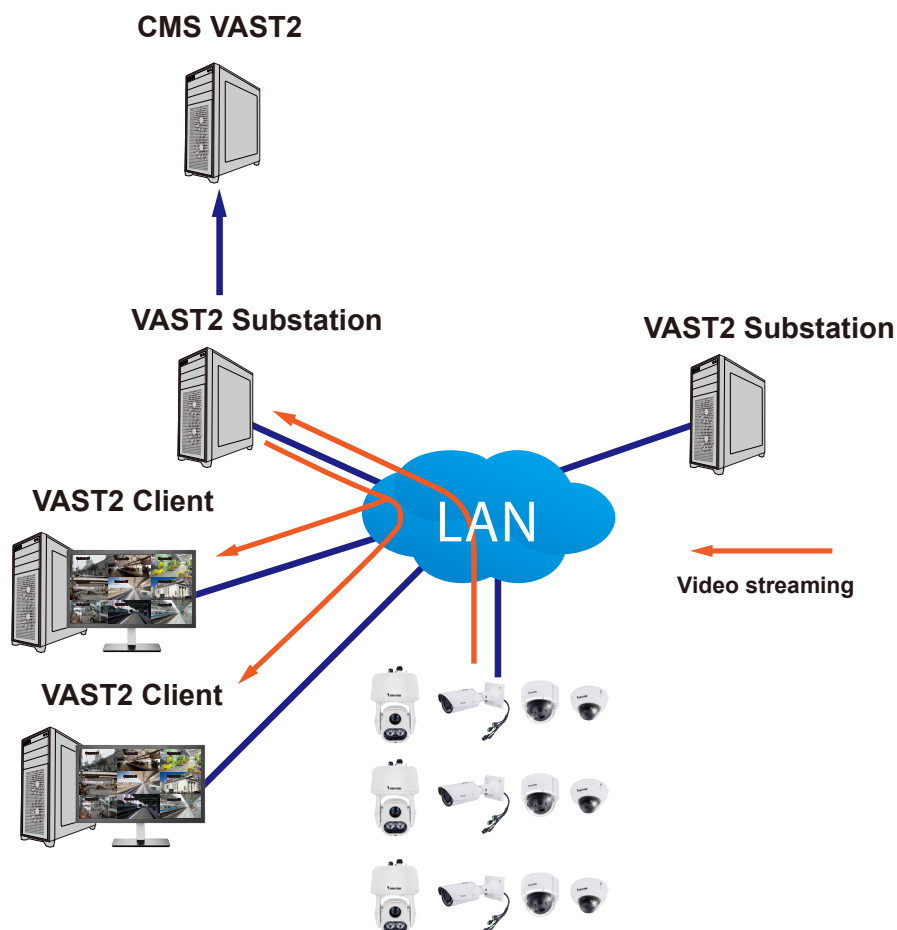 CMS VAST2
VAST2 Substation
VAST2 Substation
VAST2 Client
LAN
Video streaming
VAST2 Client